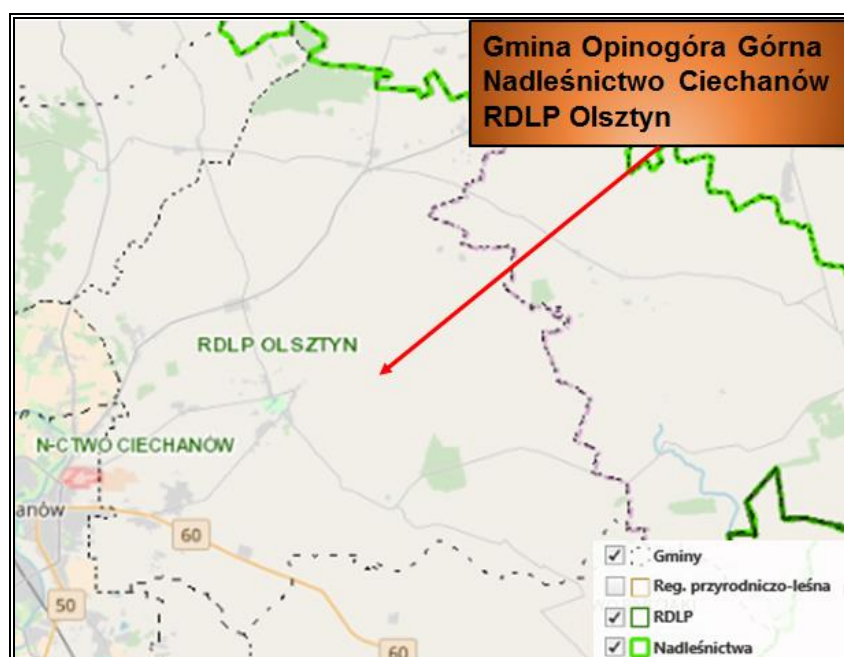 Gmina Opinogóra Górna
Nadleśnictwo Ciechanów
RDLP Olsztyn
RDLP OLSZTYN
N-CTWO CIECHANÓW
anów
60
50
60
Gminy
Reg. przyrodniczo-leśna
RDLP
Nadleśnictwa